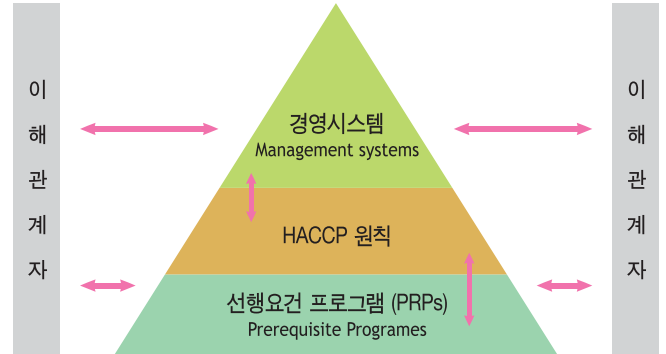 이해관계자
경영시스템
Management systems
HACCP 원칙
선행요건 프로그램 (PRPs)
Prerequisite Programes
이해관계자